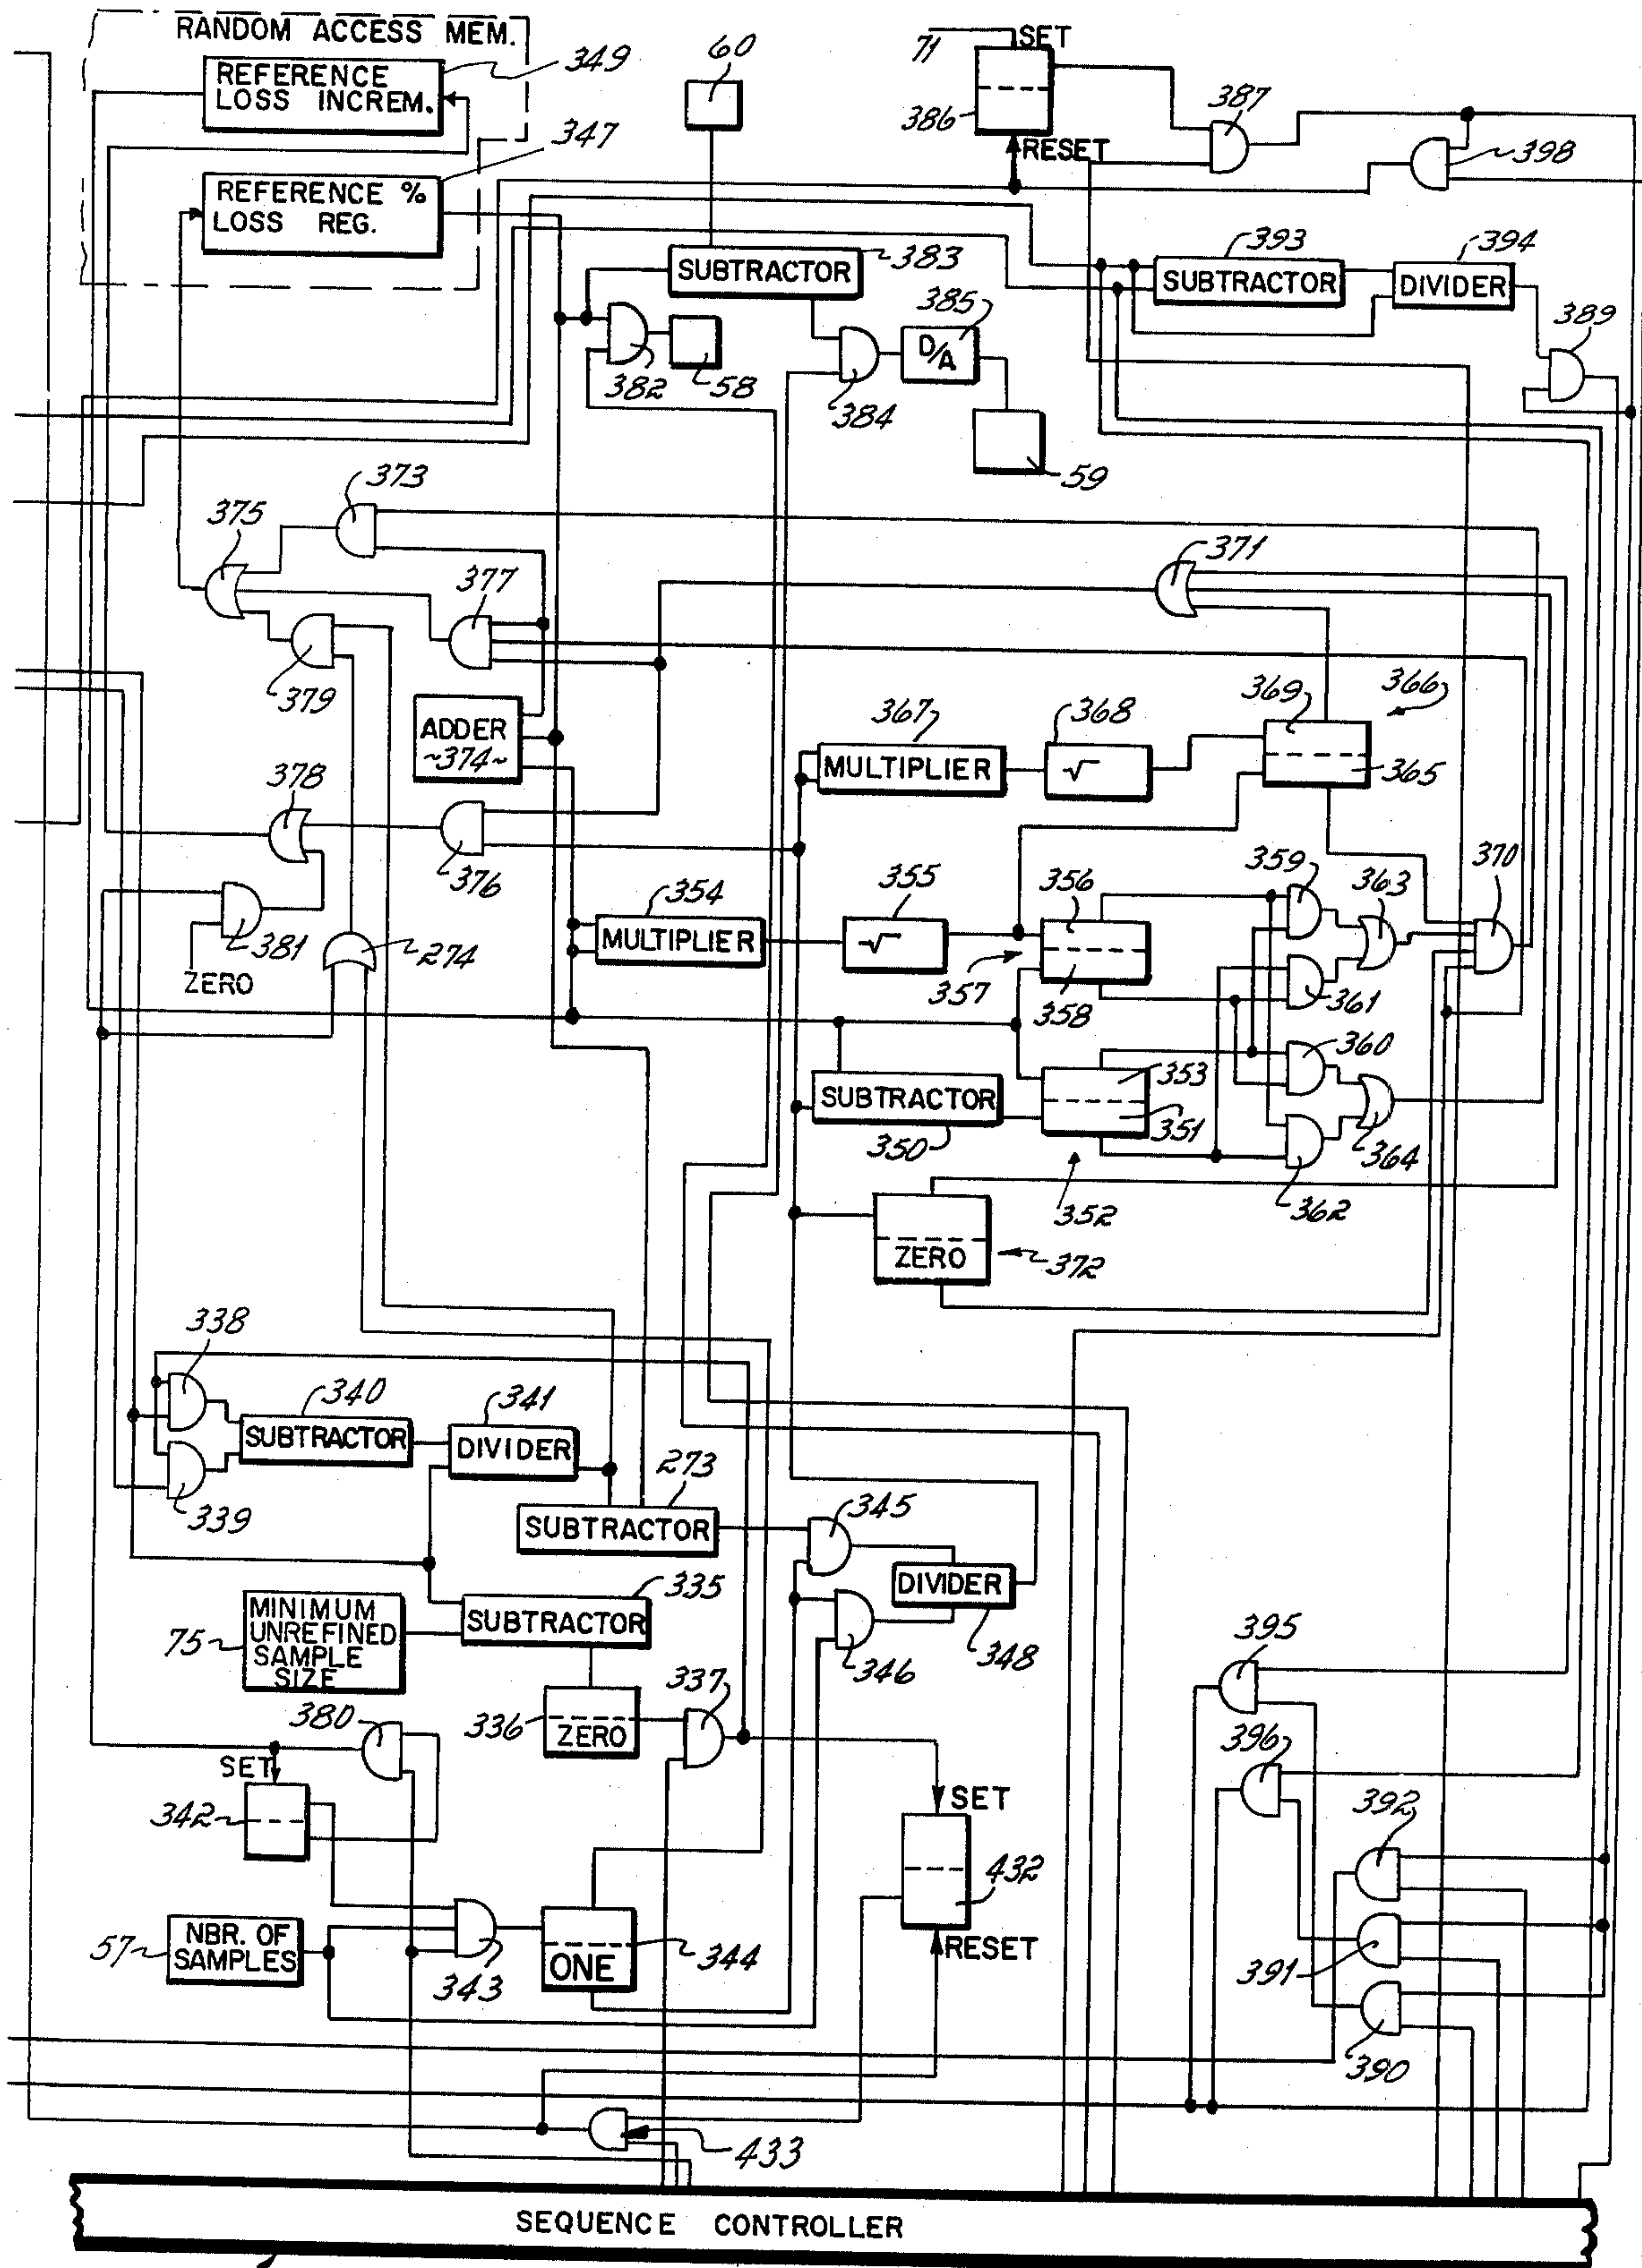 RANDOM ACCESS MEM.
REFERENCE
LOSS INCREM.
349
REFERENCE %
LOSS REG.
347
60
71
SET
386
RESET
387
398
SUBTRACTOR
383
382
58
384
385
D/A
59
SUBTRACTOR
393
DIVIDER
394
389
373
375
377
379
371
ADDER
~374~
378
376
381
ZERO
274
MULTIPLIER
367
√
368
369
366
365
MULTIPLIER
354
√
355
356
357
358
359
363
370
361
360
353
351
364
362
352
SUBTRACTOR
350
ZERO
372
338
339
SUBTRACTOR
340
DIVIDER
341
SUBTRACTOR
273
345
DIVIDER
348
346
MINIMUM
UNREFINED
SAMPLE
SIZE
75
SUBTRACTOR
335
336
ZERO
337
380
SET
342
NBR. OF
SAMPLES
57
343
ONE
344
SET
432
RESET
433
395
396
392
391
390
SEQUENCE CONTROLLER